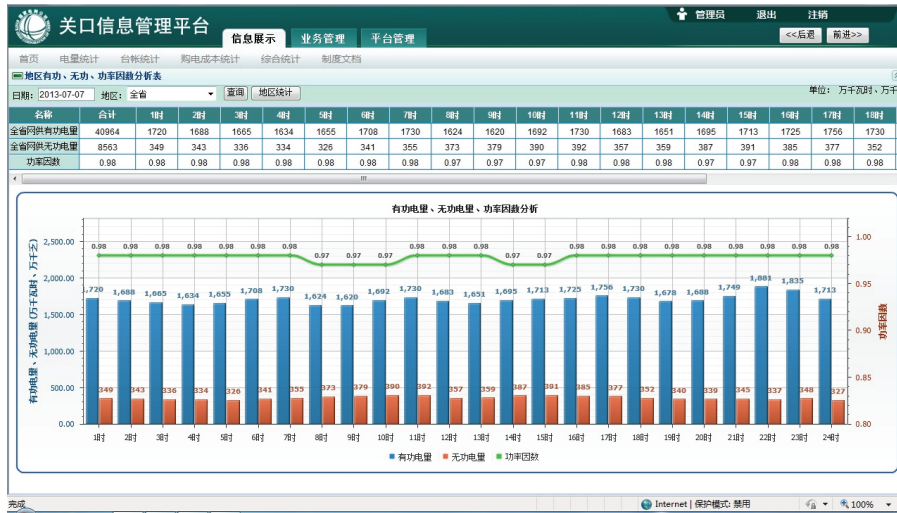 管理员 退出 注销
关口信息管理平台 信息展示 业务管理 平台管理 <<后退 前进>>
首页 电量统计 台帐统计 购电成本统计 综合统计 制度文档
地区有功、无功、功率因数分析表
日期: 2013-07-07 地区: 全省 查询 地区统计 单位: 万千瓦时、万千
名称 合计 1时 2时 3时 4时 5时 6时 7时 8时 9时 10时 11时 12时 13时 14时 15时 16时 17时 18时
全省网供有功电量 40964 1720 1688 1665 1634 1655 1708 1730 1624 1620 1692 1730 1683 1651 1695 1713 1725 1756 1730
全省网供无功电量 8563 349 343 336 334 326 341 355 373 379 390 392 357 359 387 391 385 377 352
功率因数 0.98 0.98 0.98 0.98 0.98 0.98 0.98 0.98 0.97 0.97 0.97 0.98 0.98 0.98 0.97 0.97 0.98 0.98 0.98
有功电量、无功电量、功率因数分析
有功电量、无功电量(万千瓦时、万千乏)
2,500.00
2,000.00
1,500.00
1,000.00
500.00
0.00
0.98 0.98 0.98 0.98 0.98 0.98 0.98 0.97 0.97 0.97 0.98 0.98 0.98 0.97 0.97 0.98 0.98 0.98 0.98 0.98 0.98 0.98 0.98 0.98
1,720 1,688 1,665 1,634 1,655 1,708 1,730 1,624 1,620 1,692 1,730 1,683 1,651 1,695 1,713 1,725 1,756 1,730 1,678 1,688 1,749 1,881 1,835 1,713
349 343 336 334 326 341 355 373 379 390 392 357 359 387 391 385 377 352 340 339 345 337 348 327
1.00
0.95
0.90
0.85
0.80
功率因数
1时 2时 3时 4时 5时 6时 7时 8时 9时 10时 11时 12时 13时 14时 15时 16时 17时 18时 19时 20时 21时 22时 23时 24时
有功电量 无功电量 功率因数
完成 Internet | 保护模式: 禁用 100%